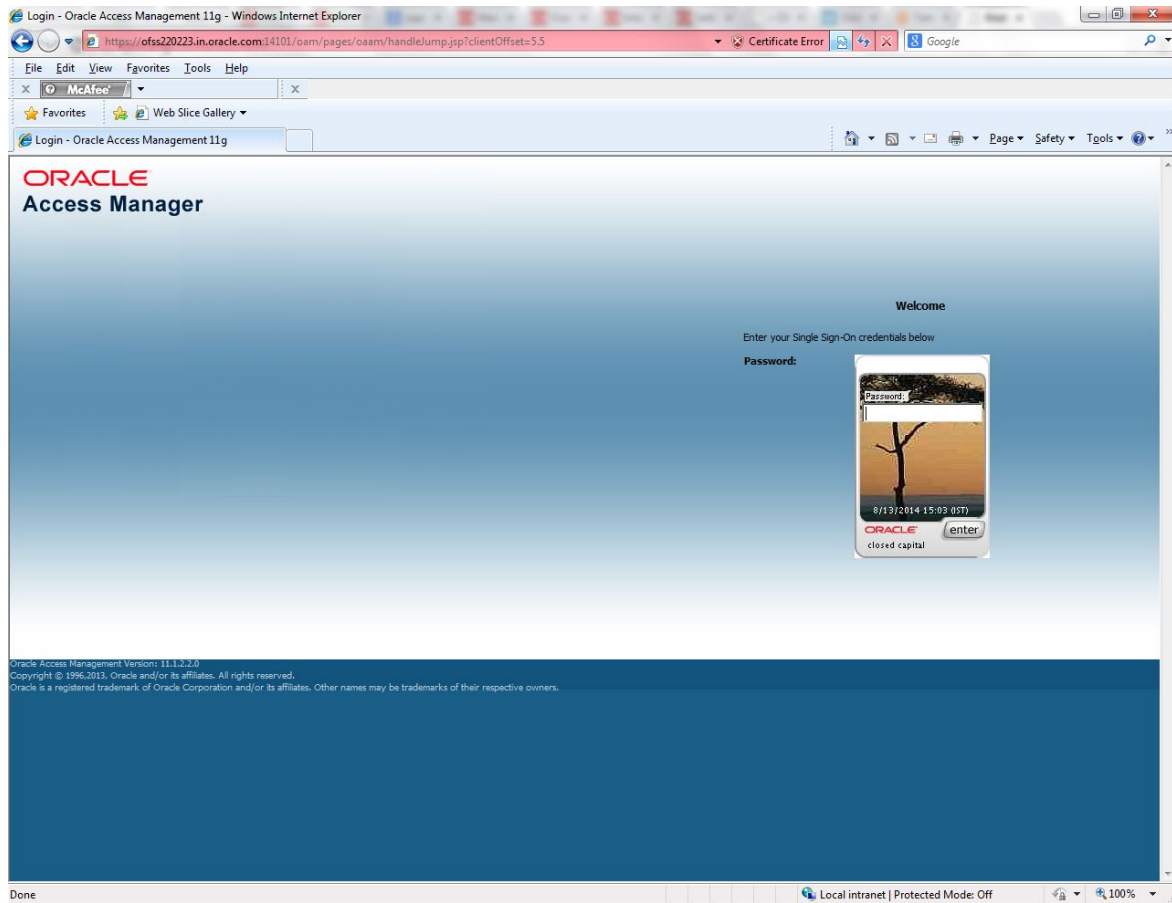 Login - Oracle Access Management 11g - Windows Internet Explorer
https://ofss220223.in.oracle.com:14101/oam/pages/oaam/handleJump.jsp?clientOffset=5.5 Certificate Error Google
File Edit View Favorites Tools Help
X McAfee X
Favorites Web Slice Gallery
Login - Oracle Access Management 11g Page Safety Tools
ORACLE
Access Manager
Welcome
Enter your Single Sign-On credentials below
Password:
Password:
8/13/2014 15:03 (IST)
ORACLE enter
closed capital
Oracle Access Management Version: 11.1.2.2.0
Copyright © 1996,2013, Oracle and/or its affiliates. All rights reserved.
Oracle is a registered trademark of Oracle Corporation and/or its affiliates. Other names may be trademarks of their respective owners.
Done Local intranet | Protected Mode: Off 100%